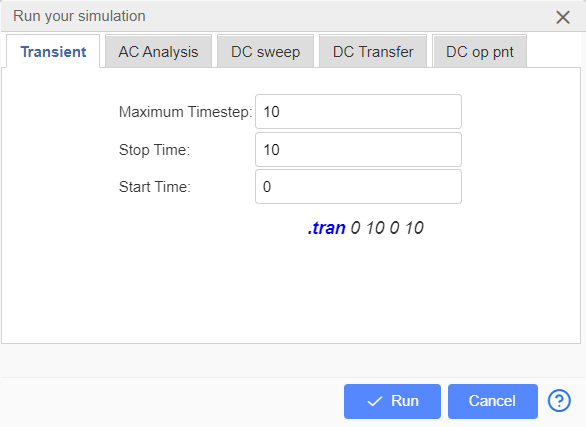 Run your simulation
Transient AC Analysis DC sweep DC Transfer DC op pnt
Maximum Timestep: 10
Stop Time: 10
Start Time: 0
.tran 0 10 0 10
Run Cancel ?